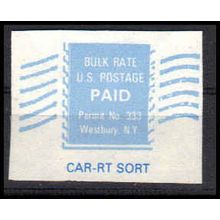 BULK RATE
U.S. POSTAGE
PAID
Permit No. 333
Westbury, N.Y.
CAR-RT SORT